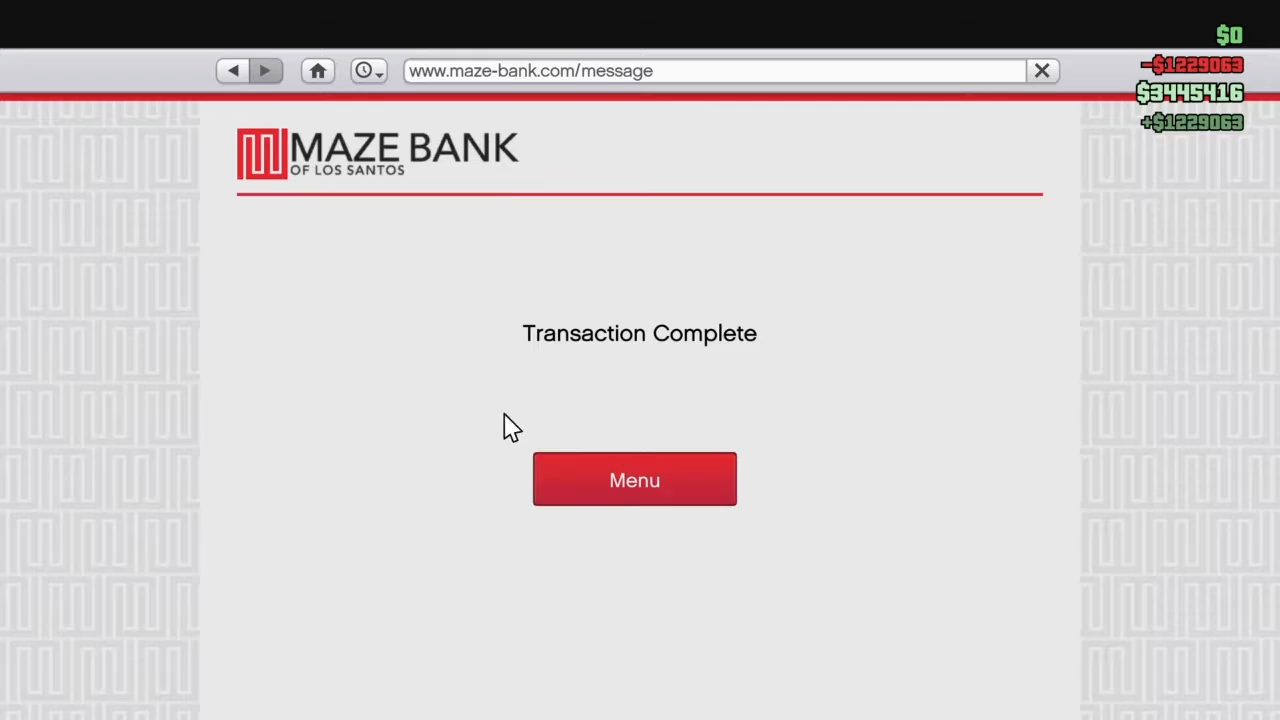 $0
www.maze-bank.com/message
-$1229063
$3445416
+$1229063
MAZE BANK
OF LOS SANTOS
Transaction Complete
Menu